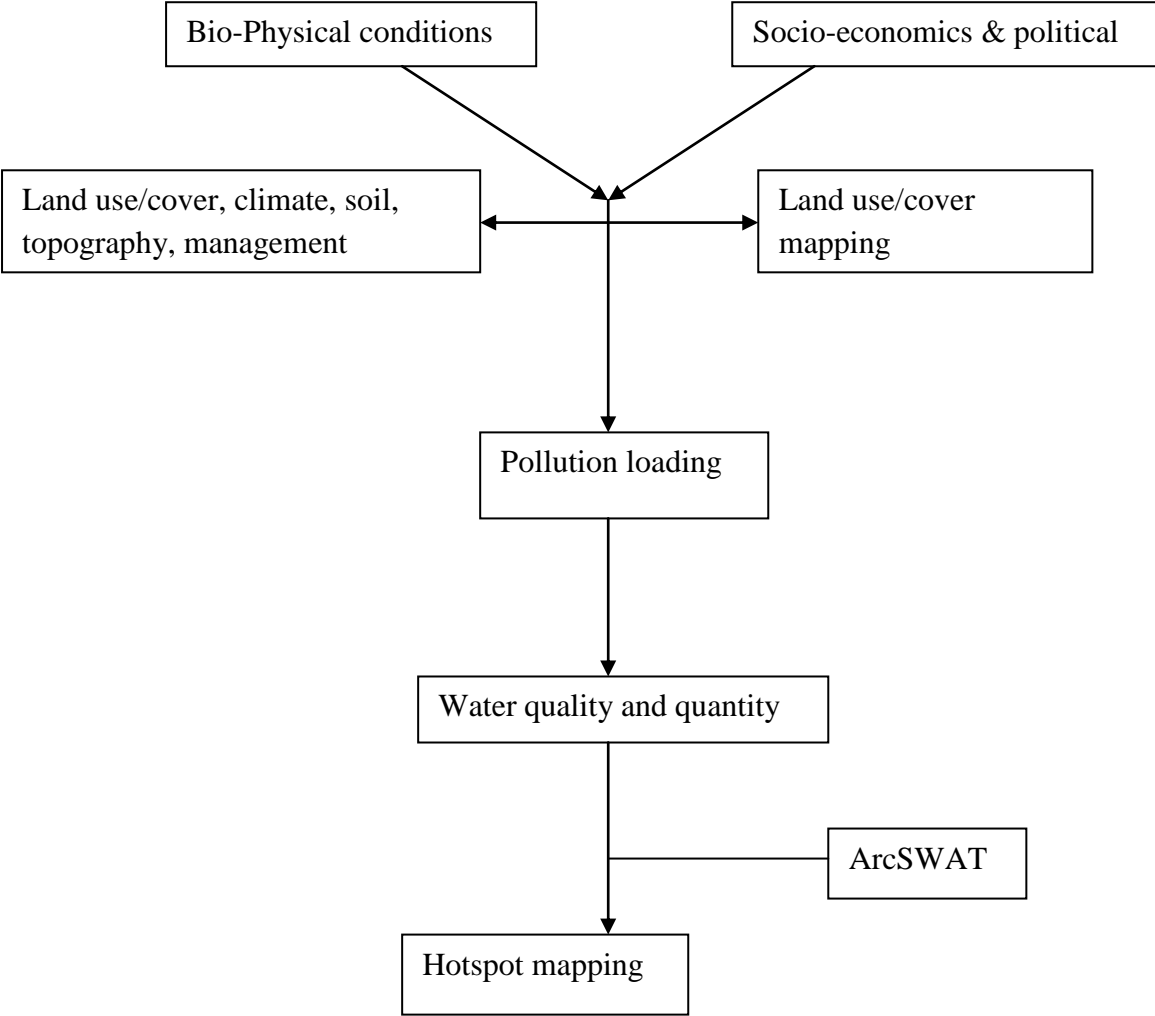 Bio-Physical conditions
Socio-economics & political
Land use/cover, climate, soil,
topography, management
Land use/cover
mapping
Pollution loading
Water quality and quantity
ArcSWAT
Hotspot mapping